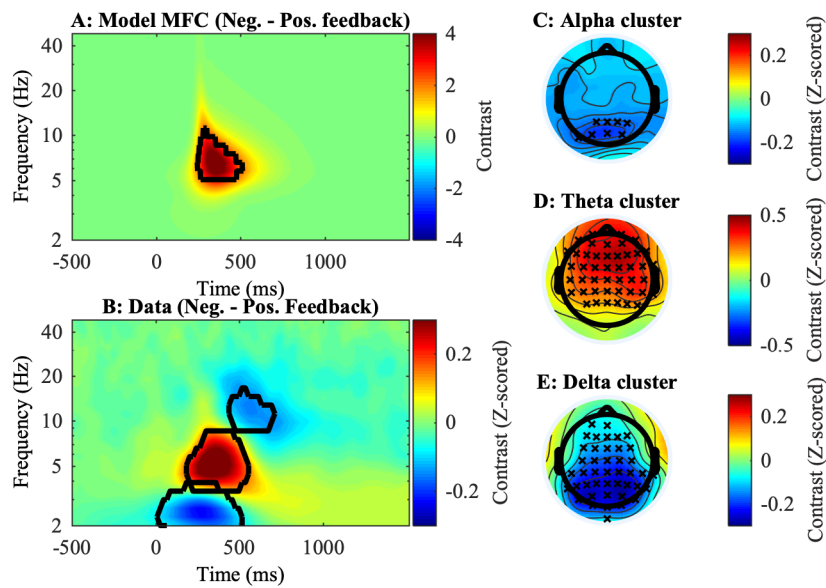 A: Model MFC (Neg. - Pos. feedback)
Frequency (Hz)
40
20
10
5
2
-500
0
500
1000
Time (ms)
4
2
0
-2
-4
Contrast
B: Data (Neg. - Pos. Feedback)
Frequency (Hz)
40
20
10
5
2
-500
0
500
1000
Time (ms)
0.2
0
-0.2
Contrast (Z-scored)
C: Alpha cluster
0.2
0
-0.2
Contrast (Z-scored)
D: Theta cluster
0.5
0
-0.5
Contrast (Z-scored)
E: Delta cluster
0.2
0
-0.2
Contrast (Z-scored)